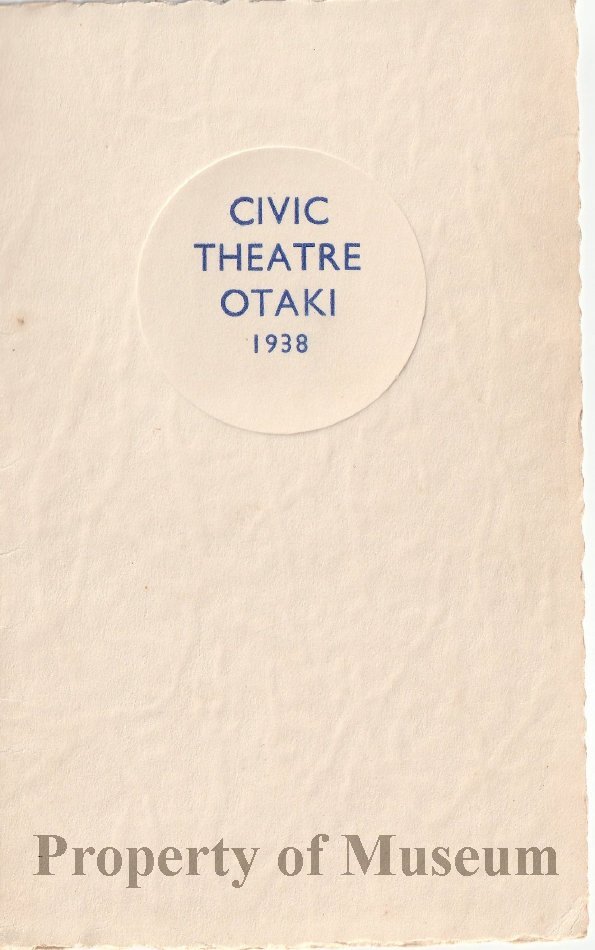 CIVIC
THEATRE
OTAKI
1938
Property of Museum